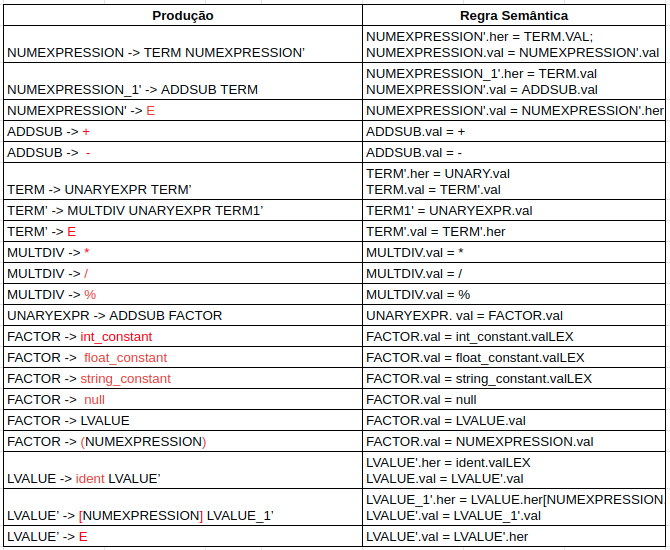 Produção Regra Semântica
NUMEXPRESSION'.her = TERM.VAL;
NUMEXPRESSION -> TERM NUMEXPRESSION' NUMEXPRESSION.val = NUMEXPRESSION'.val
NUMEXPRESSION_1'.her = TERM.val
NUMEXPRESSION_1' -> ADDSUB TERM NUMEXPRESSION'.val = ADDSUB.val
NUMEXPRESSION' -> E NUMEXPRESSION'.val = NUMEXPRESSION'.her
ADDSUB -> + ADDSUB.val = +
ADDSUB -> - ADDSUB.val = -
TERM'.her = UNARY.val
TERM -> UNARYEXPR TERM' TERM.val = TERM'.val
TERM' -> MULTDIV UNARYEXPR TERM1' TERM1' = UNARYEXPR.val
TERM' -> E TERM'.val = TERM'.her
MULTDIV -> * MULTDIV.val = *
MULTDIV -> / MULTDIV.val = /
MULTDIV -> % MULTDIV.val = %
UNARYEXPR -> ADDSUB FACTOR UNARYEXPR. val = FACTOR.val
FACTOR -> int_constant FACTOR.val = int_constant.valLEX
FACTOR -> float_constant FACTOR.val = float_constant.valLEX
FACTOR -> string_constant FACTOR.val = string_constant.valLEX
FACTOR -> null FACTOR.val = null
FACTOR -> LVALUE FACTOR.val = LVALUE.val
FACTOR -> (NUMEXPRESSION) FACTOR.val = NUMEXPRESSION.val
LVALUE'.her = ident.valLEX
LVALUE -> ident LVALUE' LVALUE.val = LVALUE'.val
LVALUE_1'.her = LVALUE.her[NUMEXPRESSION.
LVALUE' -> [NUMEXPRESSION] LVALUE_1' LVALUE'.val = LVALUE_1'.val
LVALUE' -> E LVALUE'.val = LVALUE'.her